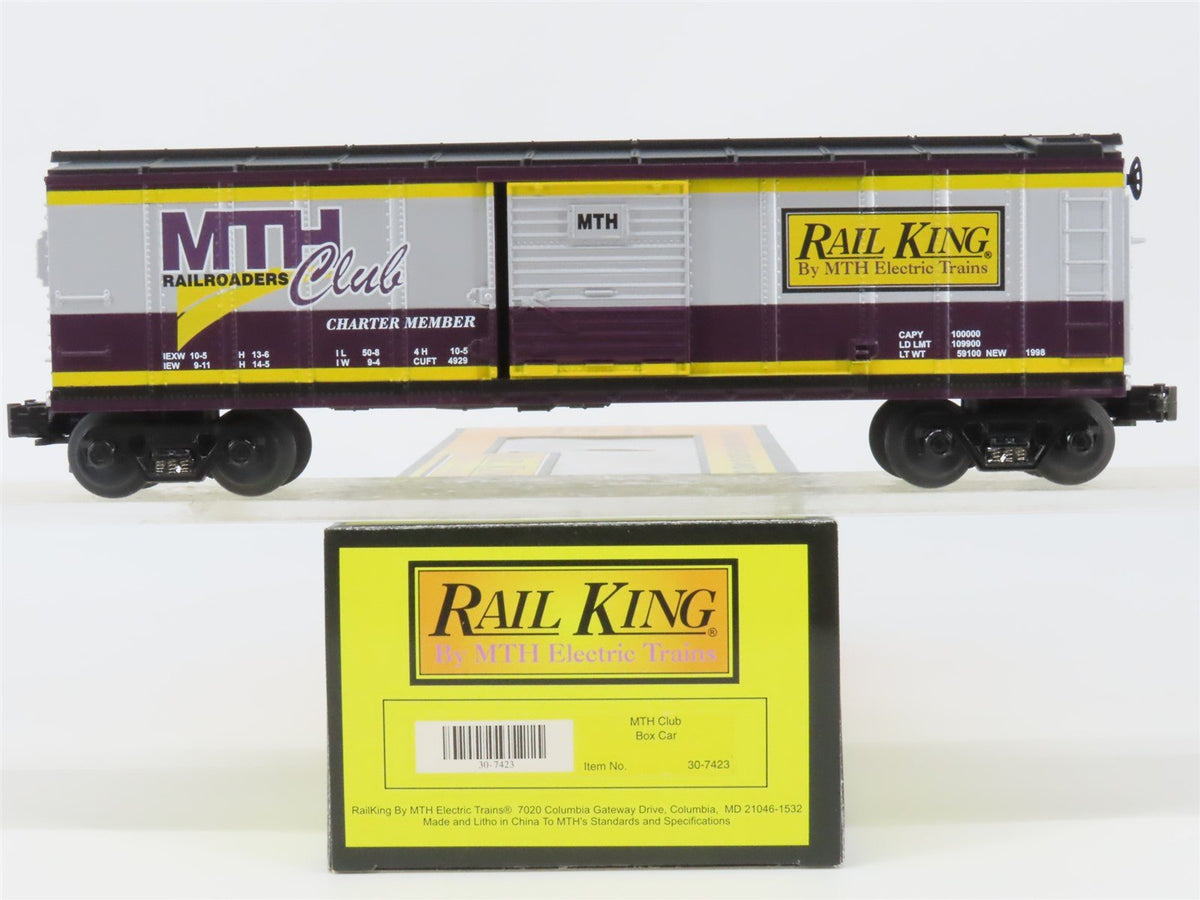 MTH
RAILROADERS Club
CHARTER MEMBER
IEXW 10-5 H 13-6 I L 50-8 4 H 10-5
IEW 9-11 H 14-5 I W 9-4 CUFT 4929
MTH
RAIL KING®
By MTH Electric Trains
CAPY 100000
LD LMT 109900
LT WT 59100 NEW 1998
RAIL KING®
By MTH Electric Trains
MTH Club
Box Car
30-7423
Item No. 30-7423
RailKing By MTH Electric Trains® 7020 Columbia Gateway Drive, Columbia, MD 21046-1532
Made and Litho in China To MTH's Standards and Specifications